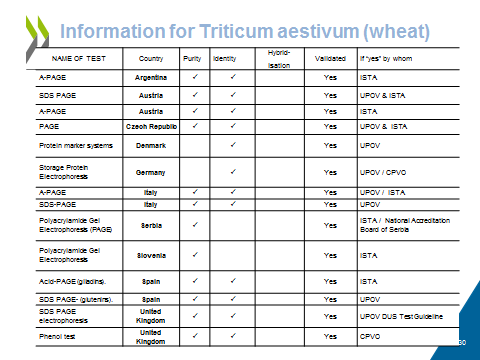 Information for Triticum aestivum (wheat)
NAME OF TEST Country Purity Identity Hybrid-isation Validated If "yes" by whom
A-PAGE Argentina ✓ ✓ Yes ISTA
SDS PAGE Austria ✓ ✓ Yes UPOV & ISTA
A-PAGE Austria ✓ ✓ Yes ISTA
PAGE Czech Republic ✓ ✓ Yes UPOV & ISTA
Protein marker systems Denmark ✓ Yes UPOV
Storage Protein
Electrophoresis Germany ✓ Yes UPOV / CPVO
A-PAGE Italy ✓ ✓ Yes UPOV / ISTA
SDS-PAGE Italy ✓ ✓ Yes UPOV
Polyacrylamide Gel
Electrophoresis (PAGE) Serbia ✓ Yes ISTA / National Accreditation
Board of Serbia
Polyacrylamide Gel
Electrophoresis Slovenia ✓ Yes ISTA
Acid-PAGE (gliadins). Spain ✓ ✓ Yes ISTA
SDS PAGE- (glutenins). Spain ✓ ✓ Yes UPOV
SDS PAGE
electrophoresis United
Kingdom ✓ ✓ Yes UPOV DUS Test Guideline
Phenol test United
Kingdom ✓ ✓ Yes CPVO
30